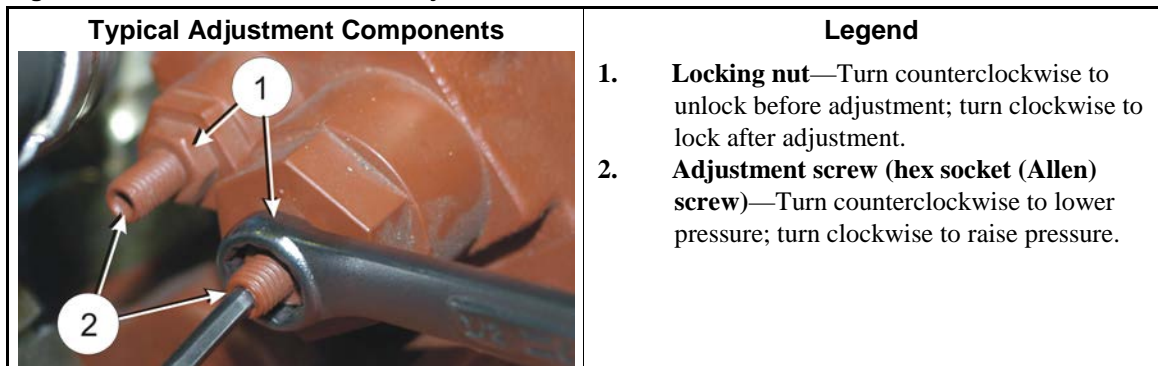 Typical Adjustment Components
Legend
1
2
1. Locking nut—Turn counterclockwise to
unlock before adjustment; turn clockwise to
lock after adjustment.
2. Adjustment screw (hex socket (Allen)
screw)—Turn counterclockwise to lower
pressure; turn clockwise to raise pressure.